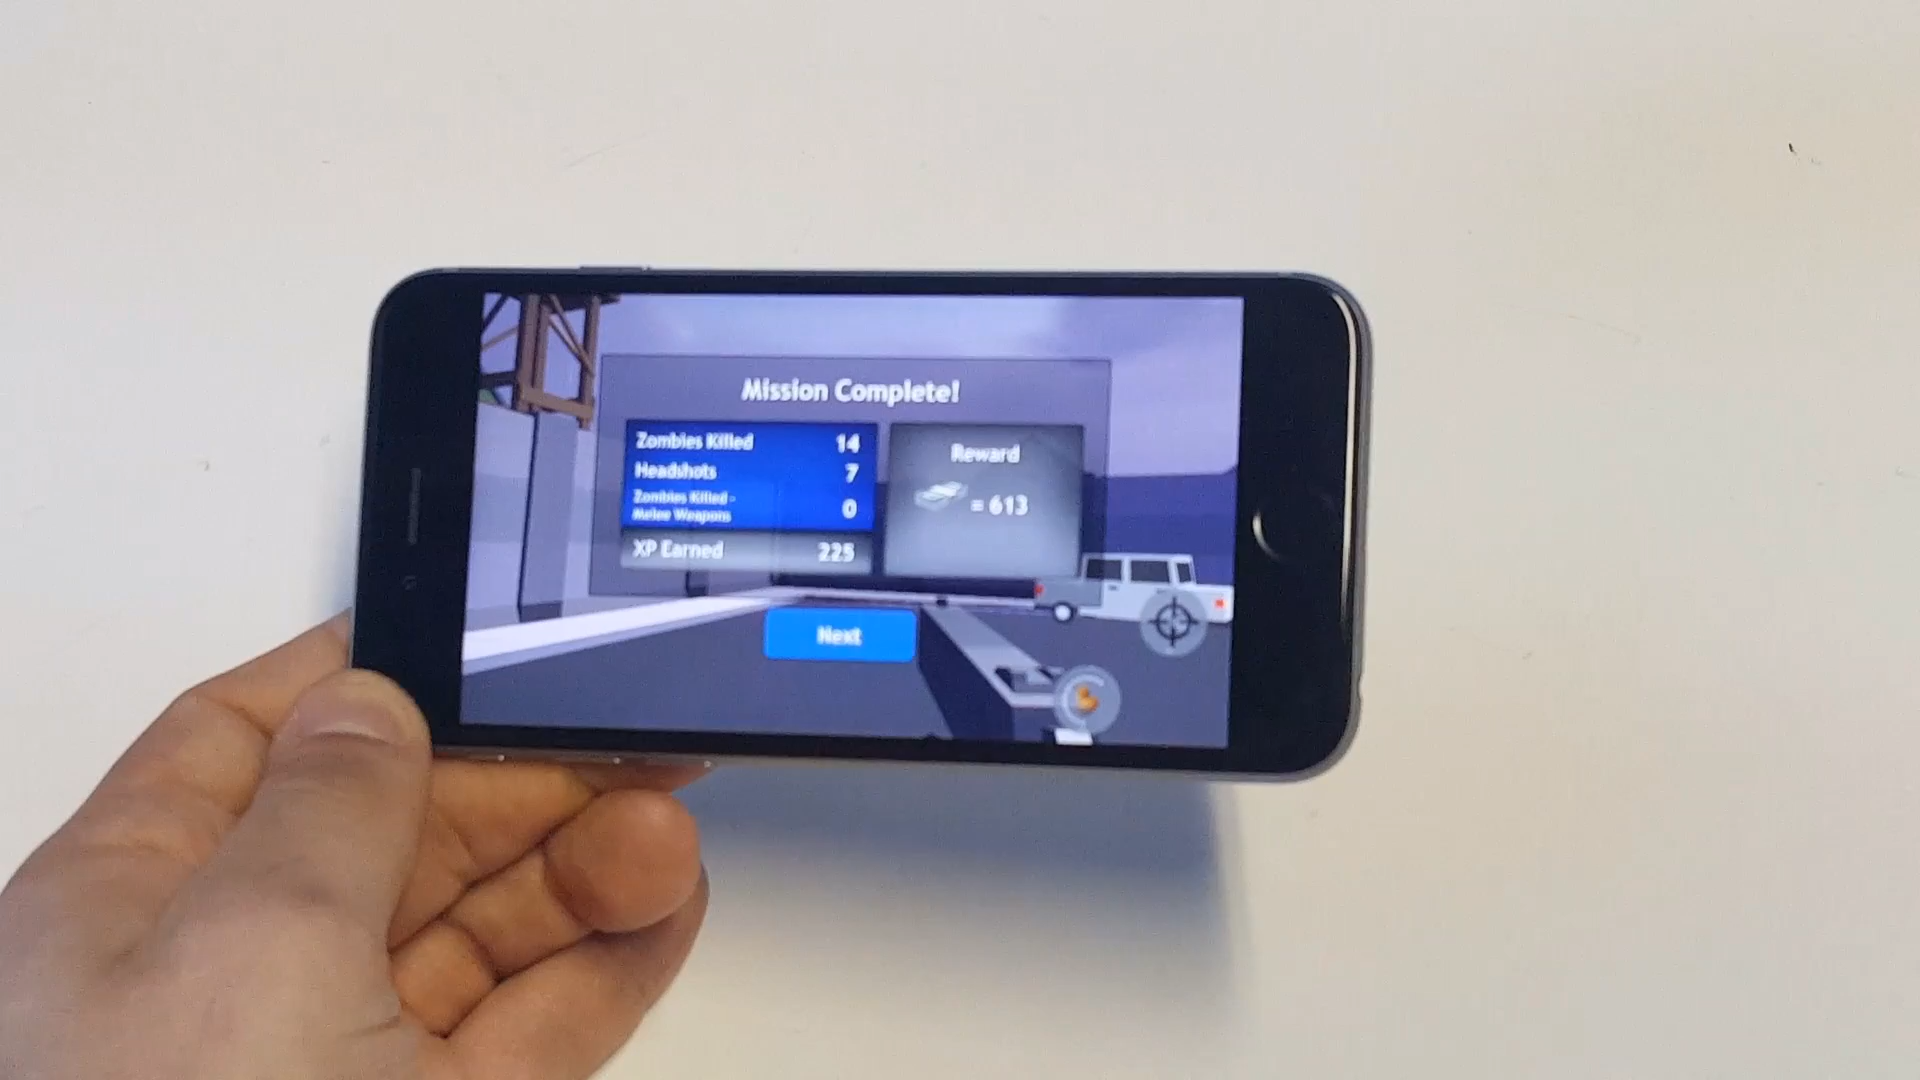 Mission Complete!
Zombies Killed 14
Headshots 7
Zombies Killed -
Melee Weapons 0
XP Earned 225
Reward
= 613
Next